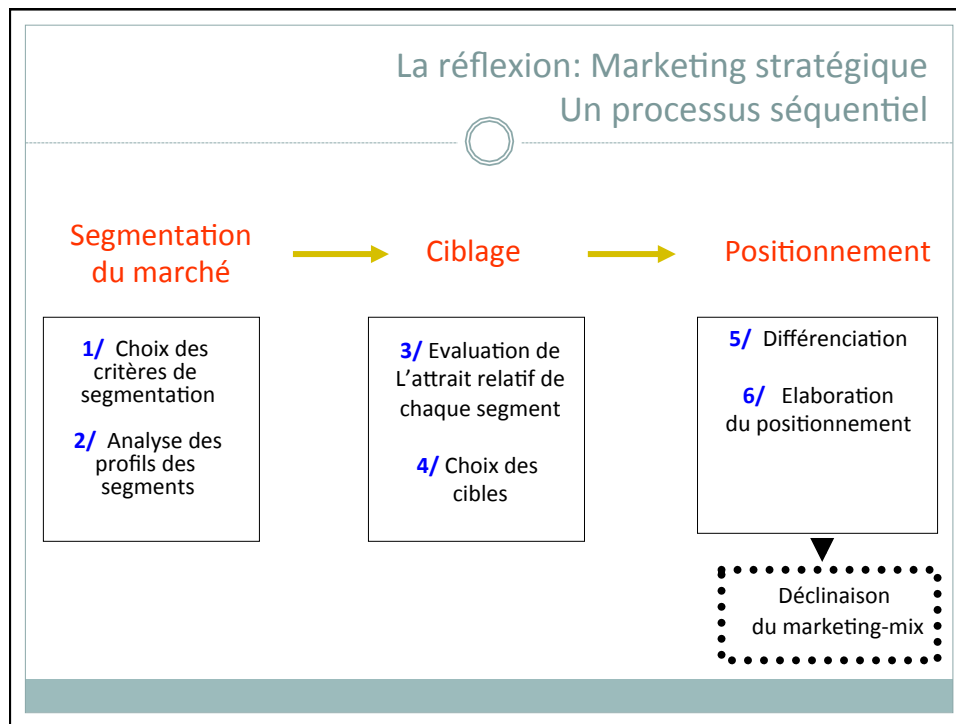 La réflexion: Marketing stratégique
Un processus séquentiel
Segmentation
du marché
Ciblage
Positionnement
1/ Choix des
critères de
segmentation
2/ Analyse des
profils des
segments
3/ Evaluation de
L'attrait relatif de
chaque segment
4/ Choix des
cibles
5/ Différenciation
6/ Elaboration
du positionnement
Déclinaison
du marketing-mix